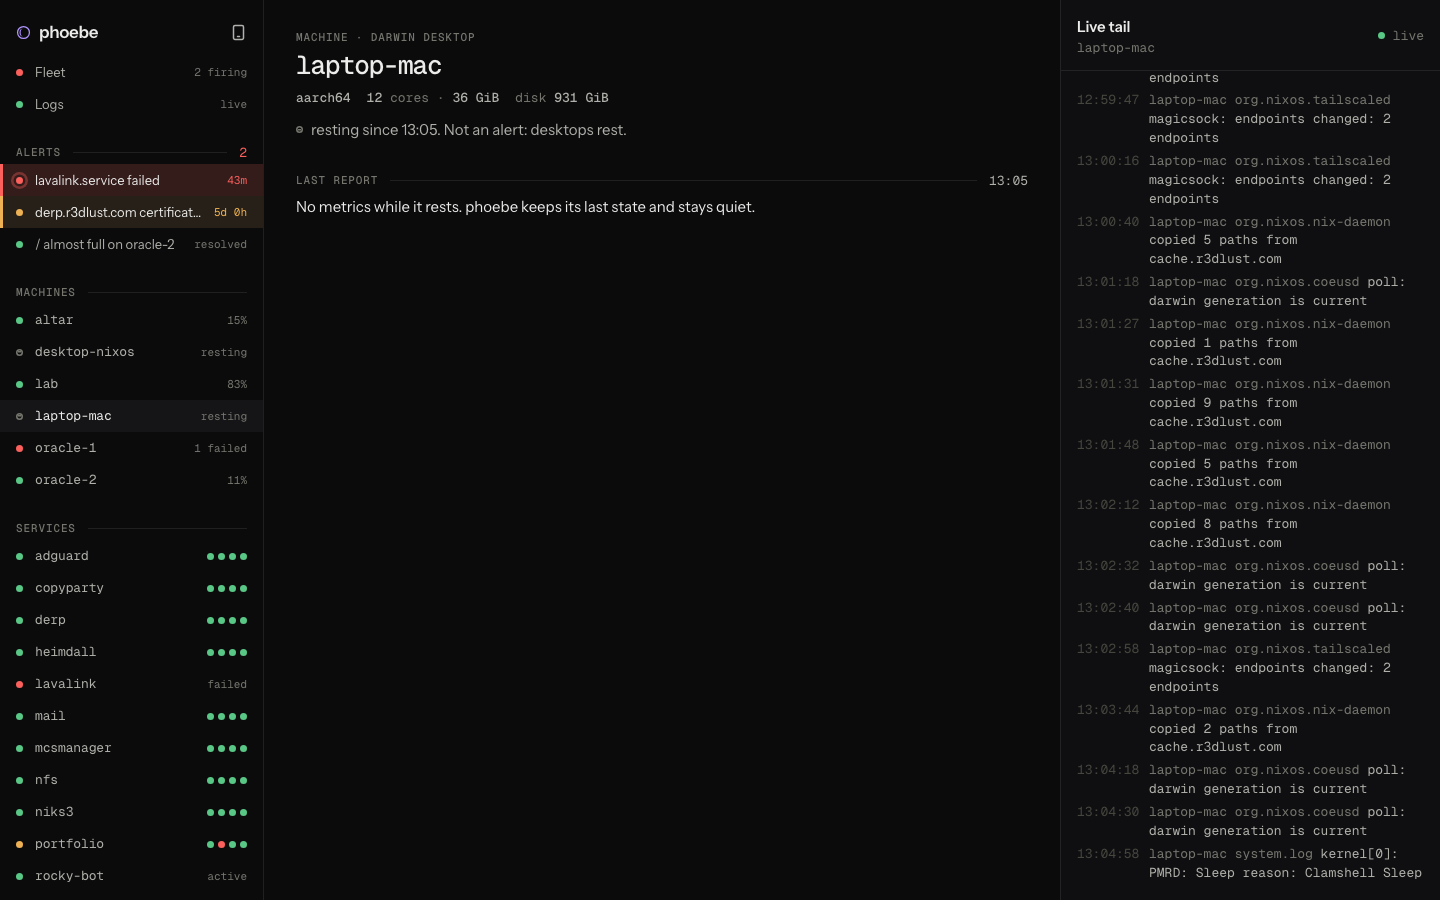 phoebe
Fleet 2 firing
Logs live
ALERTS 2
lavalink.service failed 43m
derp.r3dlust.com certificat... 5d 0h
/ almost full on oracle-2 resolved
MACHINES
altar 15%
desktop-nixos resting
lab 83%
laptop-mac resting
oracle-1 1 failed
oracle-2 11%
SERVICES
adguard
copyparty
derp
heimdall
lavalink failed
mail
mcsmanager
nfs
niks3
portfolio
rocky-bot active
MACHINE · DARWIN DESKTOP
laptop-mac
aarch64 12 cores · 36 GiB disk 931 GiB
resting since 13:05. Not an alert: desktops rest.
LAST REPORT 13:05
No metrics while it rests. phoebe keeps its last state and stays quiet.
Live tail
laptop-mac
live
endpoints
12:59:47 laptop-mac org.nixos.tailscaled
magicsock: endpoints changed: 2
endpoints
13:00:16 laptop-mac org.nixos.tailscaled
magicsock: endpoints changed: 2
endpoints
13:00:40 laptop-mac org.nixos.nix-daemon
copied 5 paths from
cache.r3dlust.com
13:01:18 laptop-mac org.nixos.coeusd poll:
darwin generation is current
13:01:27 laptop-mac org.nixos.nix-daemon
copied 1 paths from
cache.r3dlust.com
13:01:31 laptop-mac org.nixos.nix-daemon
copied 9 paths from
cache.r3dlust.com
13:01:48 laptop-mac org.nixos.nix-daemon
copied 5 paths from
cache.r3dlust.com
13:02:12 laptop-mac org.nixos.nix-daemon
copied 8 paths from
cache.r3dlust.com
13:02:32 laptop-mac org.nixos.coeusd poll:
darwin generation is current
13:02:40 laptop-mac org.nixos.coeusd poll:
darwin generation is current
13:02:58 laptop-mac org.nixos.tailscaled
magicsock: endpoints changed: 2
endpoints
13:03:44 laptop-mac org.nixos.nix-daemon
copied 2 paths from
cache.r3dlust.com
13:04:18 laptop-mac org.nixos.coeusd poll:
darwin generation is current
13:04:30 laptop-mac org.nixos.coeusd poll:
darwin generation is current
13:04:58 laptop-mac system.log kernel[0]:
PMRD: Sleep reason: Clamshell Sleep